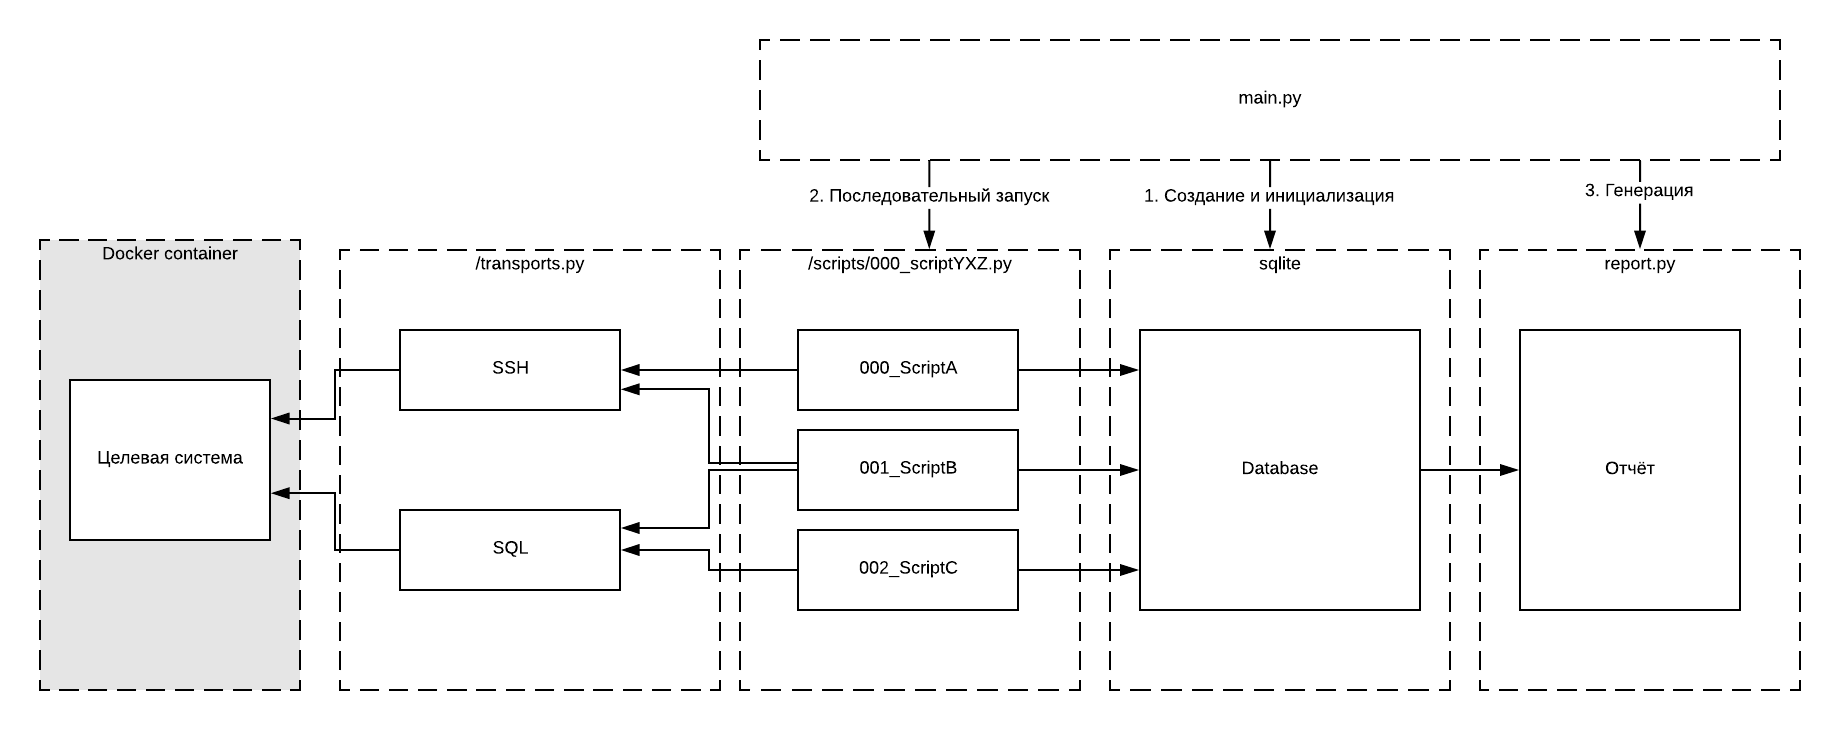 main.py
2. Последовательный запуск
1. Создание и инициализация
3. Генерация
Docker container
/transports.py
/scripts/000_scriptYXZ.py
sqlite
report.py
SSH
000_ScriptA
Целевая система
001_ScriptB
Database
Отчёт
SQL
002_ScriptC